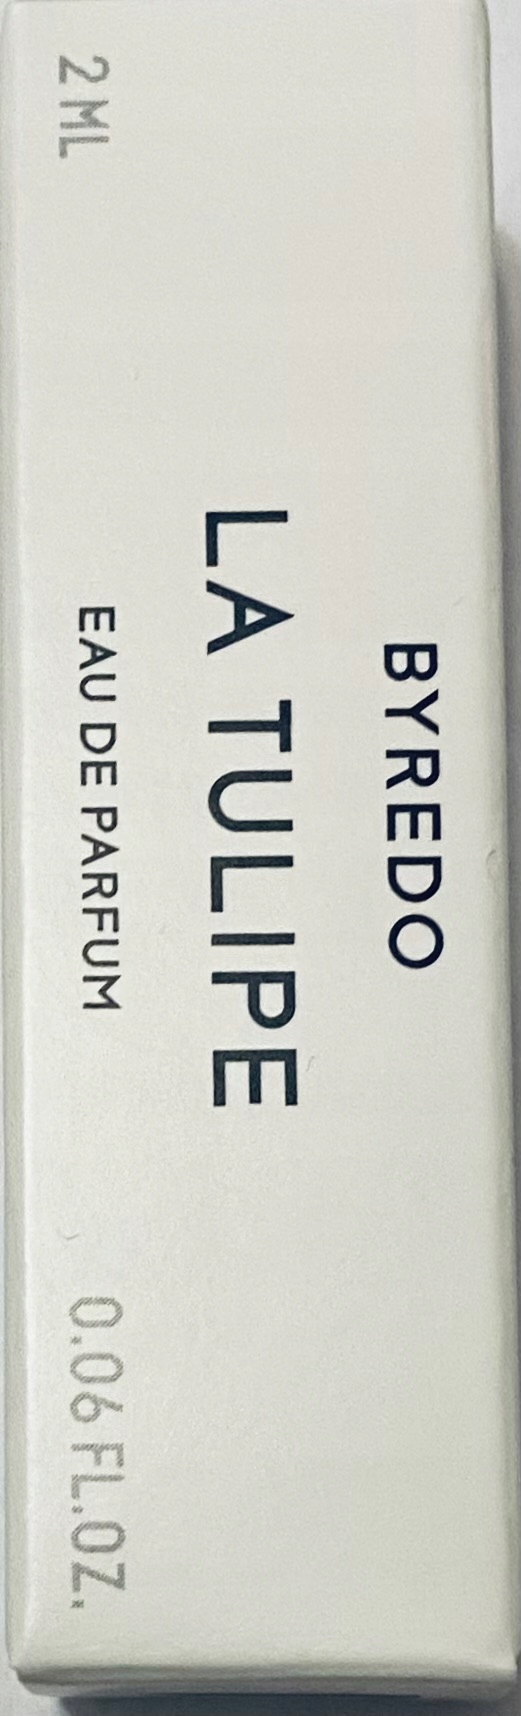 BYREDO
LA TULIPE
EAU DE PARFUM
2 ML
0.06 FL.OZ.